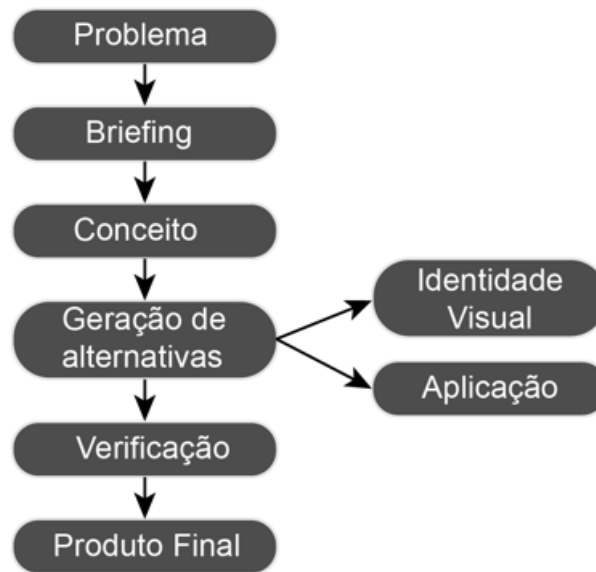 Problema
Briefing
Conceito
Geração de
alternativas
Identidade
Visual
Aplicação
Verificação
Produto Final